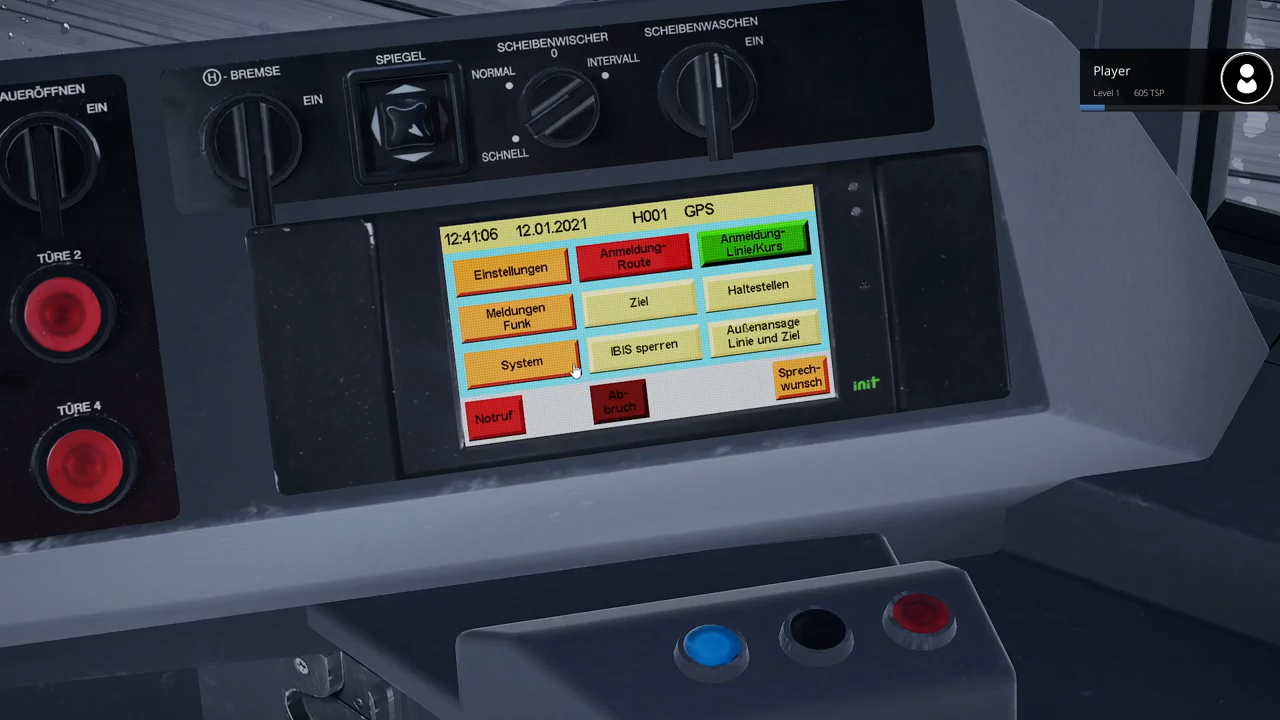 AUERÖFFNEN
EIN
H - BREMSE
EIN
SPIEGEL
SCHEIBENWISCHER
0
NORMAL
INTERVALL
SCHNELL
SCHEIBENWASCHEN
EIN
Player
Level 1 605 TSP
TÜRE 2
TÜRE 4
12:41:06 12.01.2021 H001 GPS
Einstellungen
Anmeldung-
Route
Anmeldung-
Linie/Kurs
Meldungen
Funk
Ziel
Haltestellen
System
IBIS sperren
Außenansage
Linie und Ziel
Notruf
Ab-
bruch
Sprech-
wunsch
init